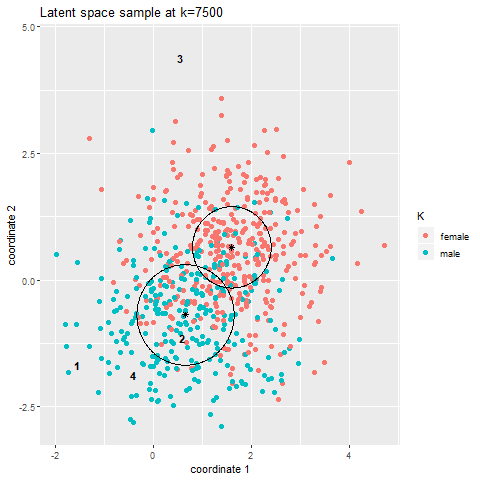 Latent space sample at k=7500
5.0
2.5
0.0
-2.5
coordinate 2
3
2
1
4
-2
0
2
4
coordinate 1
K
female
male